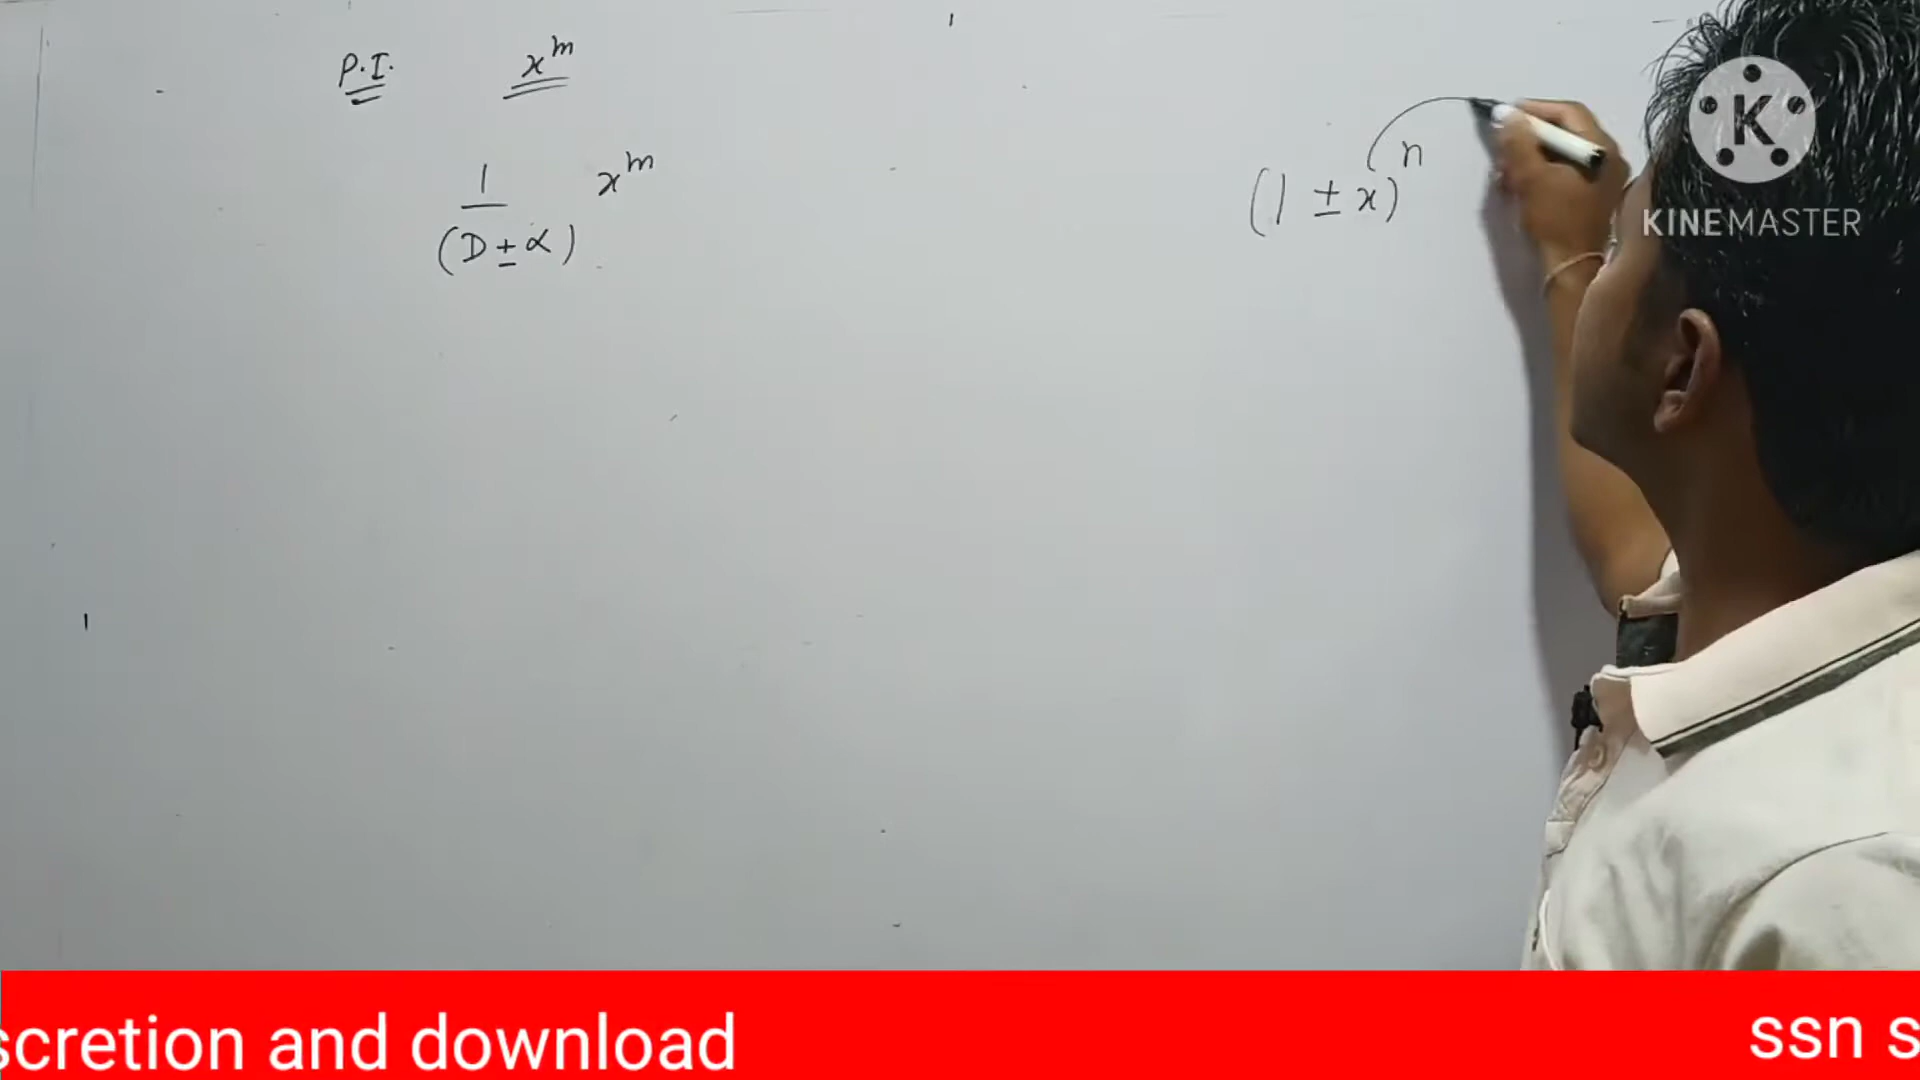 P.I. x^m
1/(D ± α) x^m
(1 ± x)^n
K
KINEMASTER
scretion and download
ssn s